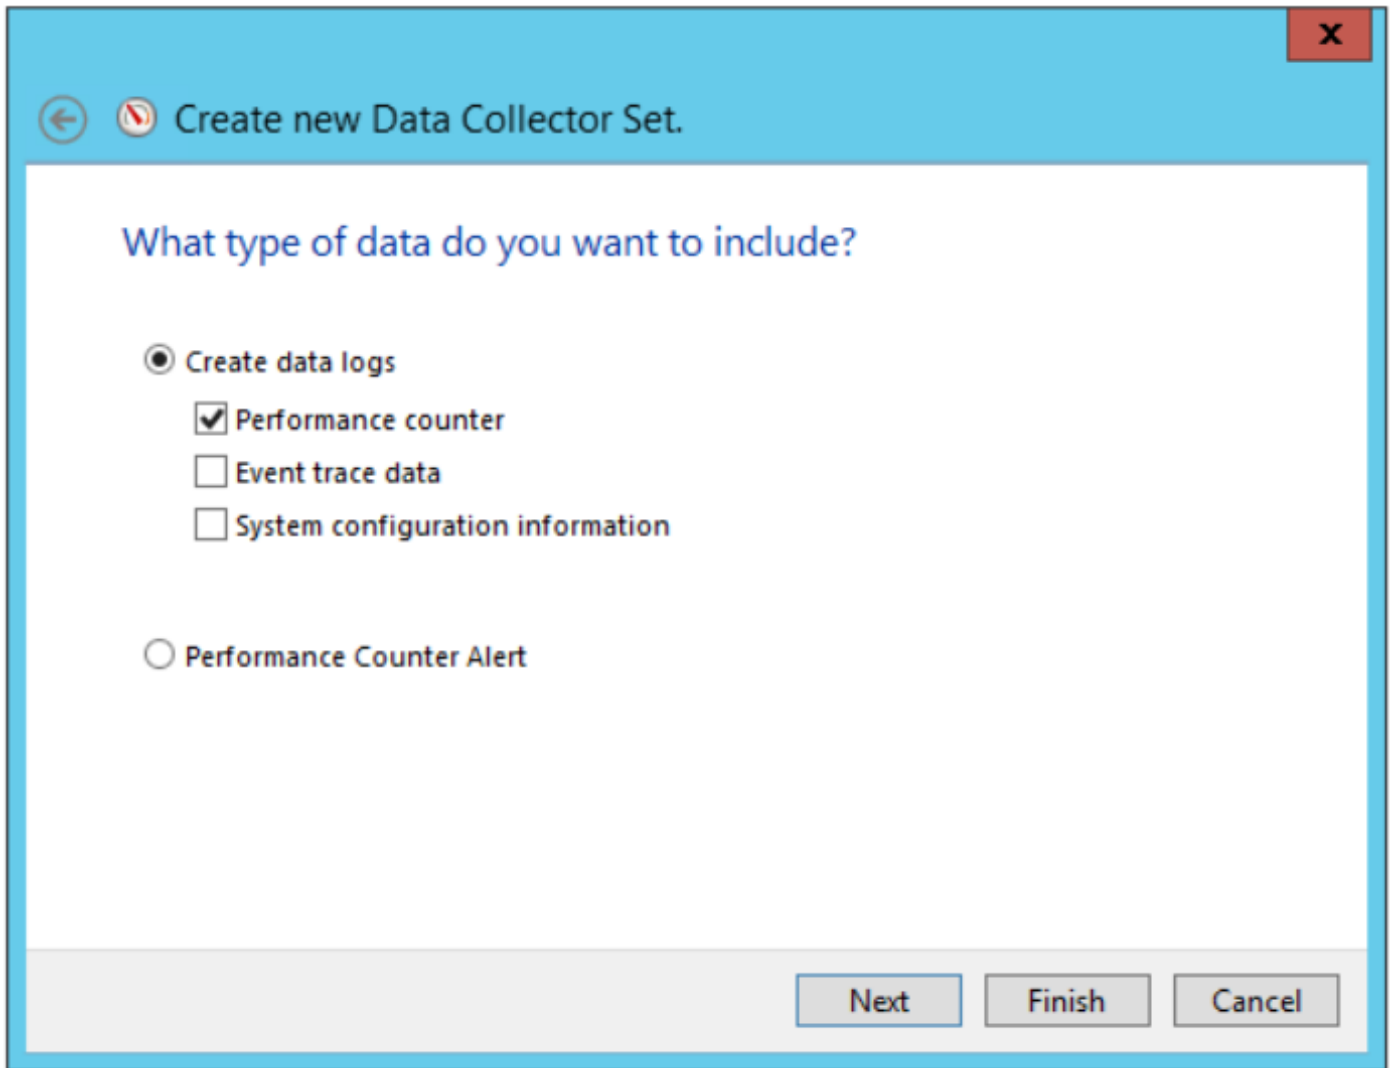 x
Create new Data Collector Set.
What type of data do you want to include?
Create data logs
Performance counter
Event trace data
System configuration information
Performance Counter Alert
Next Finish Cancel